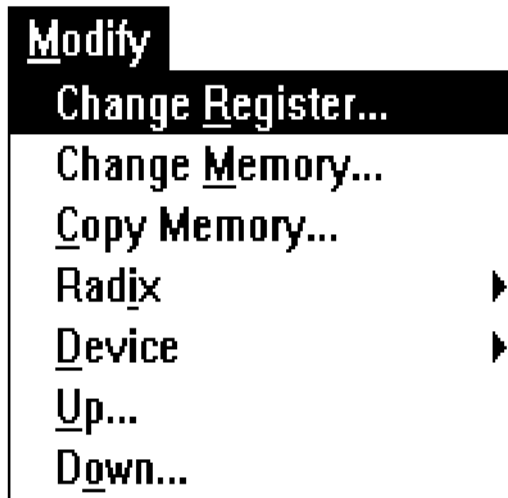 Modify
Change Register...
Change Memory...
Copy Memory...
Radix
Device
Up...
Down...